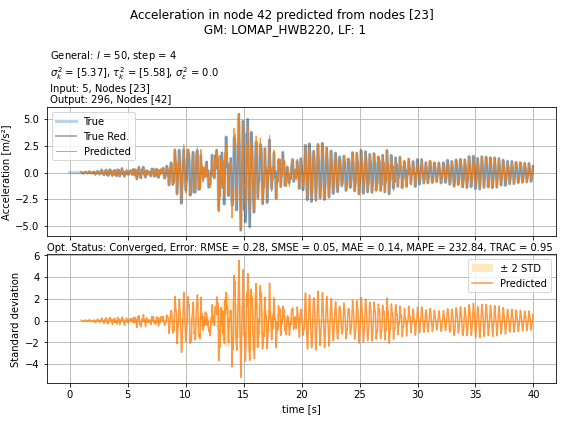 Acceleration in node 42 predicted from nodes [23]
GM: LOMAP_HWB220, LF: 1
General: l = 50, step = 4
σ²ₖ = [5.37], τ²ₖ = [5.58], σ²ε = 0.0
Input: 5, Nodes [23]
Output: 296, Nodes [42]
Acceleration [m/s²]
5.0
2.5
0.0
−2.5
−5.0
True
True Red.
Predicted
Opt. Status: Converged, Error: RMSE = 0.28, SMSE = 0.05, MAE = 0.14, MAPE = 232.84, TRAC = 0.95
Standard deviation
6
4
2
0
−2
−4
± 2 STD
Predicted
0 5 10 15 20 25 30 35 40
time [s]